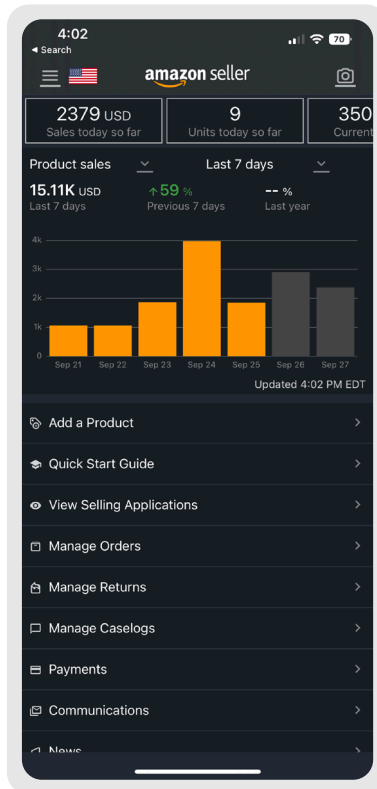 4:02
70
◄ Search
amazon seller
2379 USD
Sales today so far
9
Units today so far
350
Current
Product sales
Last 7 days
15.11K USD
Last 7 days
↑59 %
Previous 7 days
-- %
Last year
4k
3k
2k
1k
0
Sep 21 Sep 22 Sep 23 Sep 24 Sep 25 Sep 26 Sep 27
Updated 4:02 PM EDT
Add a Product
Quick Start Guide
View Selling Applications
Manage Orders
Manage Returns
Manage Caselogs
Payments
Communications
News